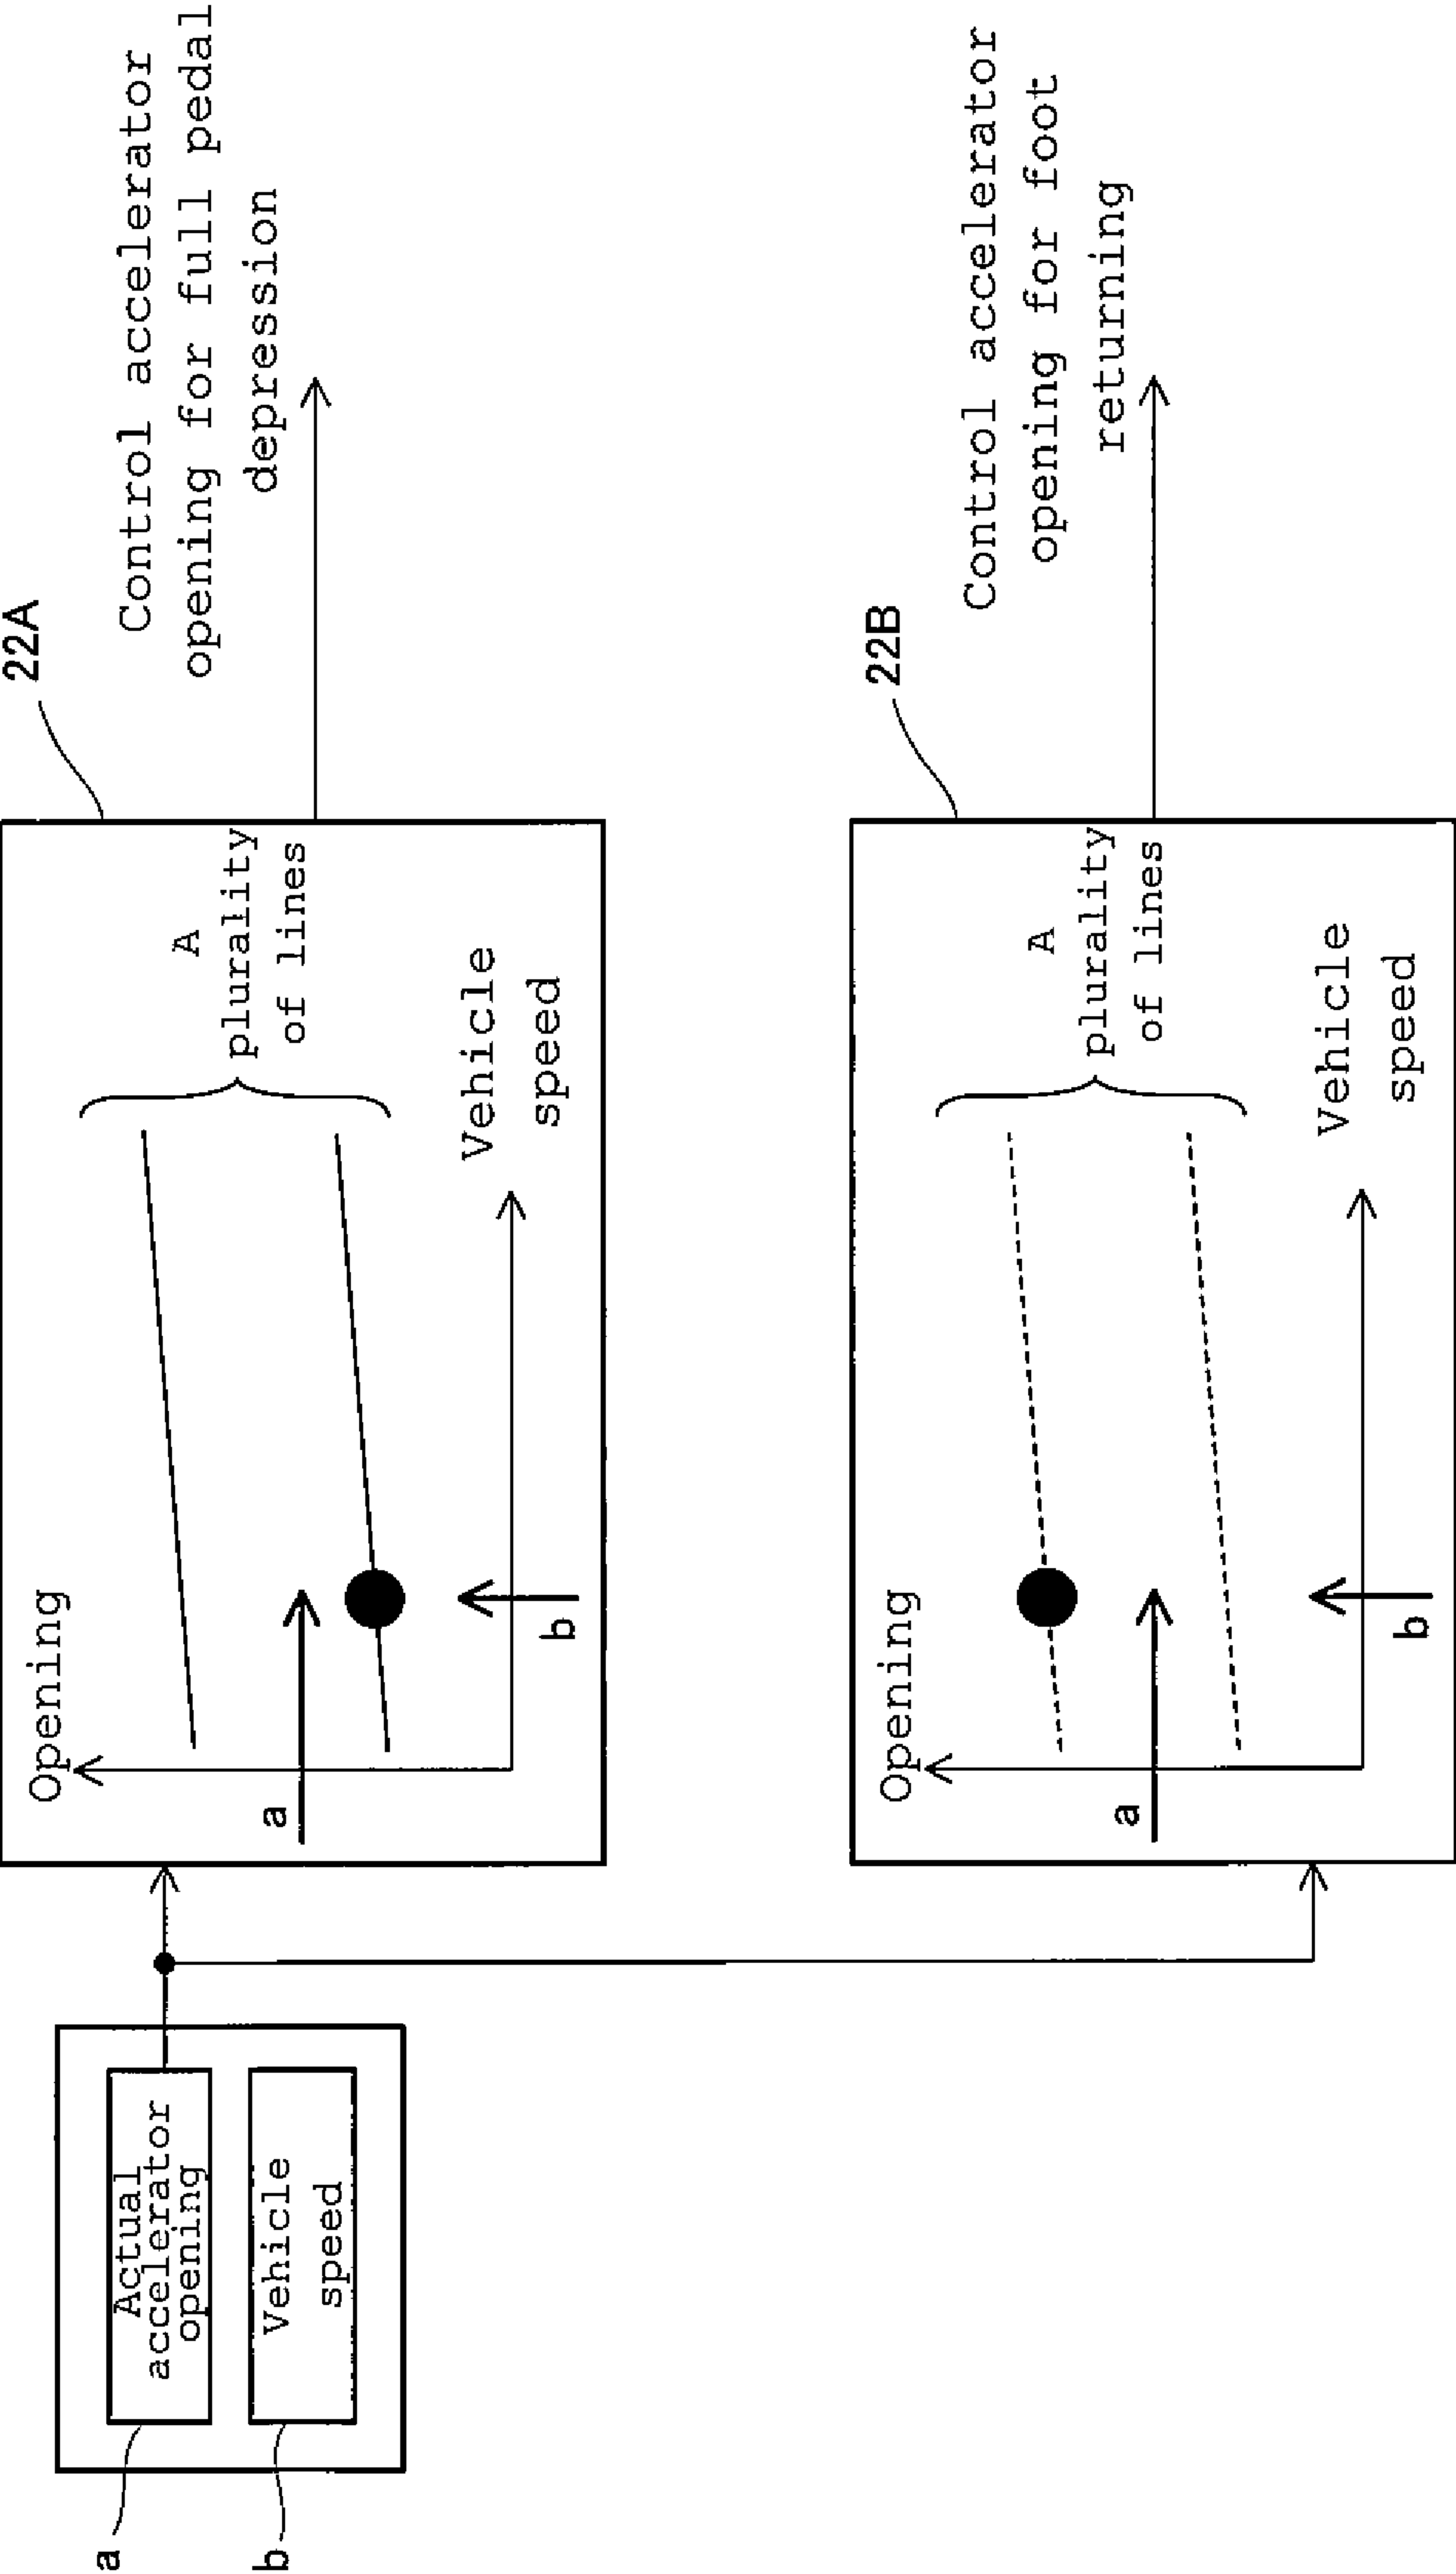 a
Actual
accelerator
opening
b
Vehicle
speed
22A
Opening
a
b
A
plurality
of lines
Vehicle
speed
Control accelerator
opening for full pedal
depression
22B
Opening
a
b
A
plurality
of lines
Vehicle
speed
Control accelerator
opening for foot
returning